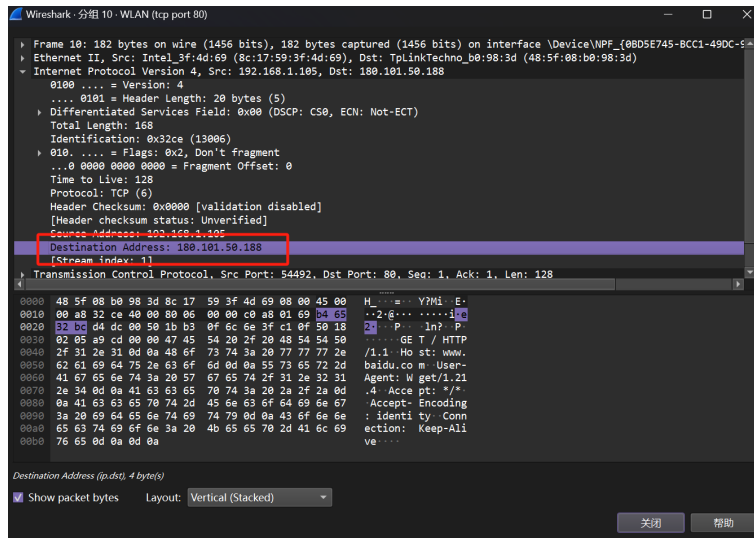 Wireshark · 分组 10 · WLAN (tcp port 80)
Frame 10: 182 bytes on wire (1456 bits), 182 bytes captured (1456 bits) on interface \Device\NPF_{0BD5E745-BCC1-49DC-9
Ethernet II, Src: Intel_3f:4d:69 (8c:17:59:3f:4d:69), Dst: TpLinkTechno_b0:98:3d (48:5f:08:b0:98:3d)
Internet Protocol Version 4, Src: 192.168.1.105, Dst: 180.101.50.188
0100 .... = Version: 4
.... 0101 = Header Length: 20 bytes (5)
Differentiated Services Field: 0x00 (DSCP: CS0, ECN: Not-ECT)
Total Length: 168
Identification: 0x32ce (13006)
010. .... = Flags: 0x2, Don't fragment
...0 0000 0000 0000 = Fragment Offset: 0
Time to Live: 128
Protocol: TCP (6)
Header Checksum: 0x0000 [validation disabled]
[Header checksum status: Unverified]
Source Address: 192.168.1.105
Destination Address: 180.101.50.188
[Stream index: 1]
Transmission Control Protocol, Src Port: 54492, Dst Port: 80, Seq: 1, Ack: 1, Len: 128
0000 48 5f 08 b0 98 3d 8c 17 59 3f 4d 69 08 00 45 00 H_···=·· Y?Mi··E·
0010 00 a8 32 ce 40 00 80 06 00 00 c0 a8 01 69 b4 65 ··2·@··· ·····i·e
0020 32 bc d4 dc 00 50 1b b3 0f 6c 6e 3f c1 0f 50 18 2····P·· ·ln?··P·
0030 02 05 a9 cd 00 00 47 45 54 20 2f 20 48 54 54 50 ······GE T / HTTP
0040 2f 31 2e 31 0d 0a 48 6f 73 74 3a 20 77 77 77 2e /1.1··Ho st: www.
0050 62 61 69 64 75 2e 63 6f 6d 0d 0a 55 73 65 72 2d baidu.co m··User-
0060 41 67 65 6e 74 3a 20 57 67 65 74 2f 31 2e 32 31 Agent: W get/1.21
0070 2e 34 0d 0a 41 63 63 65 70 74 3a 20 2a 2f 2a 0d .4··Acce pt: */*·
0080 0a 41 63 63 65 70 74 2d 45 6e 63 6f 64 69 6e 67 ·Accept- Encoding
0090 3a 20 69 64 65 6e 74 69 74 79 0d 0a 43 6f 6e 6e : identi ty··Conn
00a0 65 63 74 69 6f 6e 3a 20 4b 65 65 70 2d 41 6c 69 ection: Keep-Ali
00b0 76 65 0d 0a 0d 0a ve····
Destination Address (ip.dst), 4 byte(s)
Show packet bytes Layout: Vertical (Stacked)
关闭 帮助